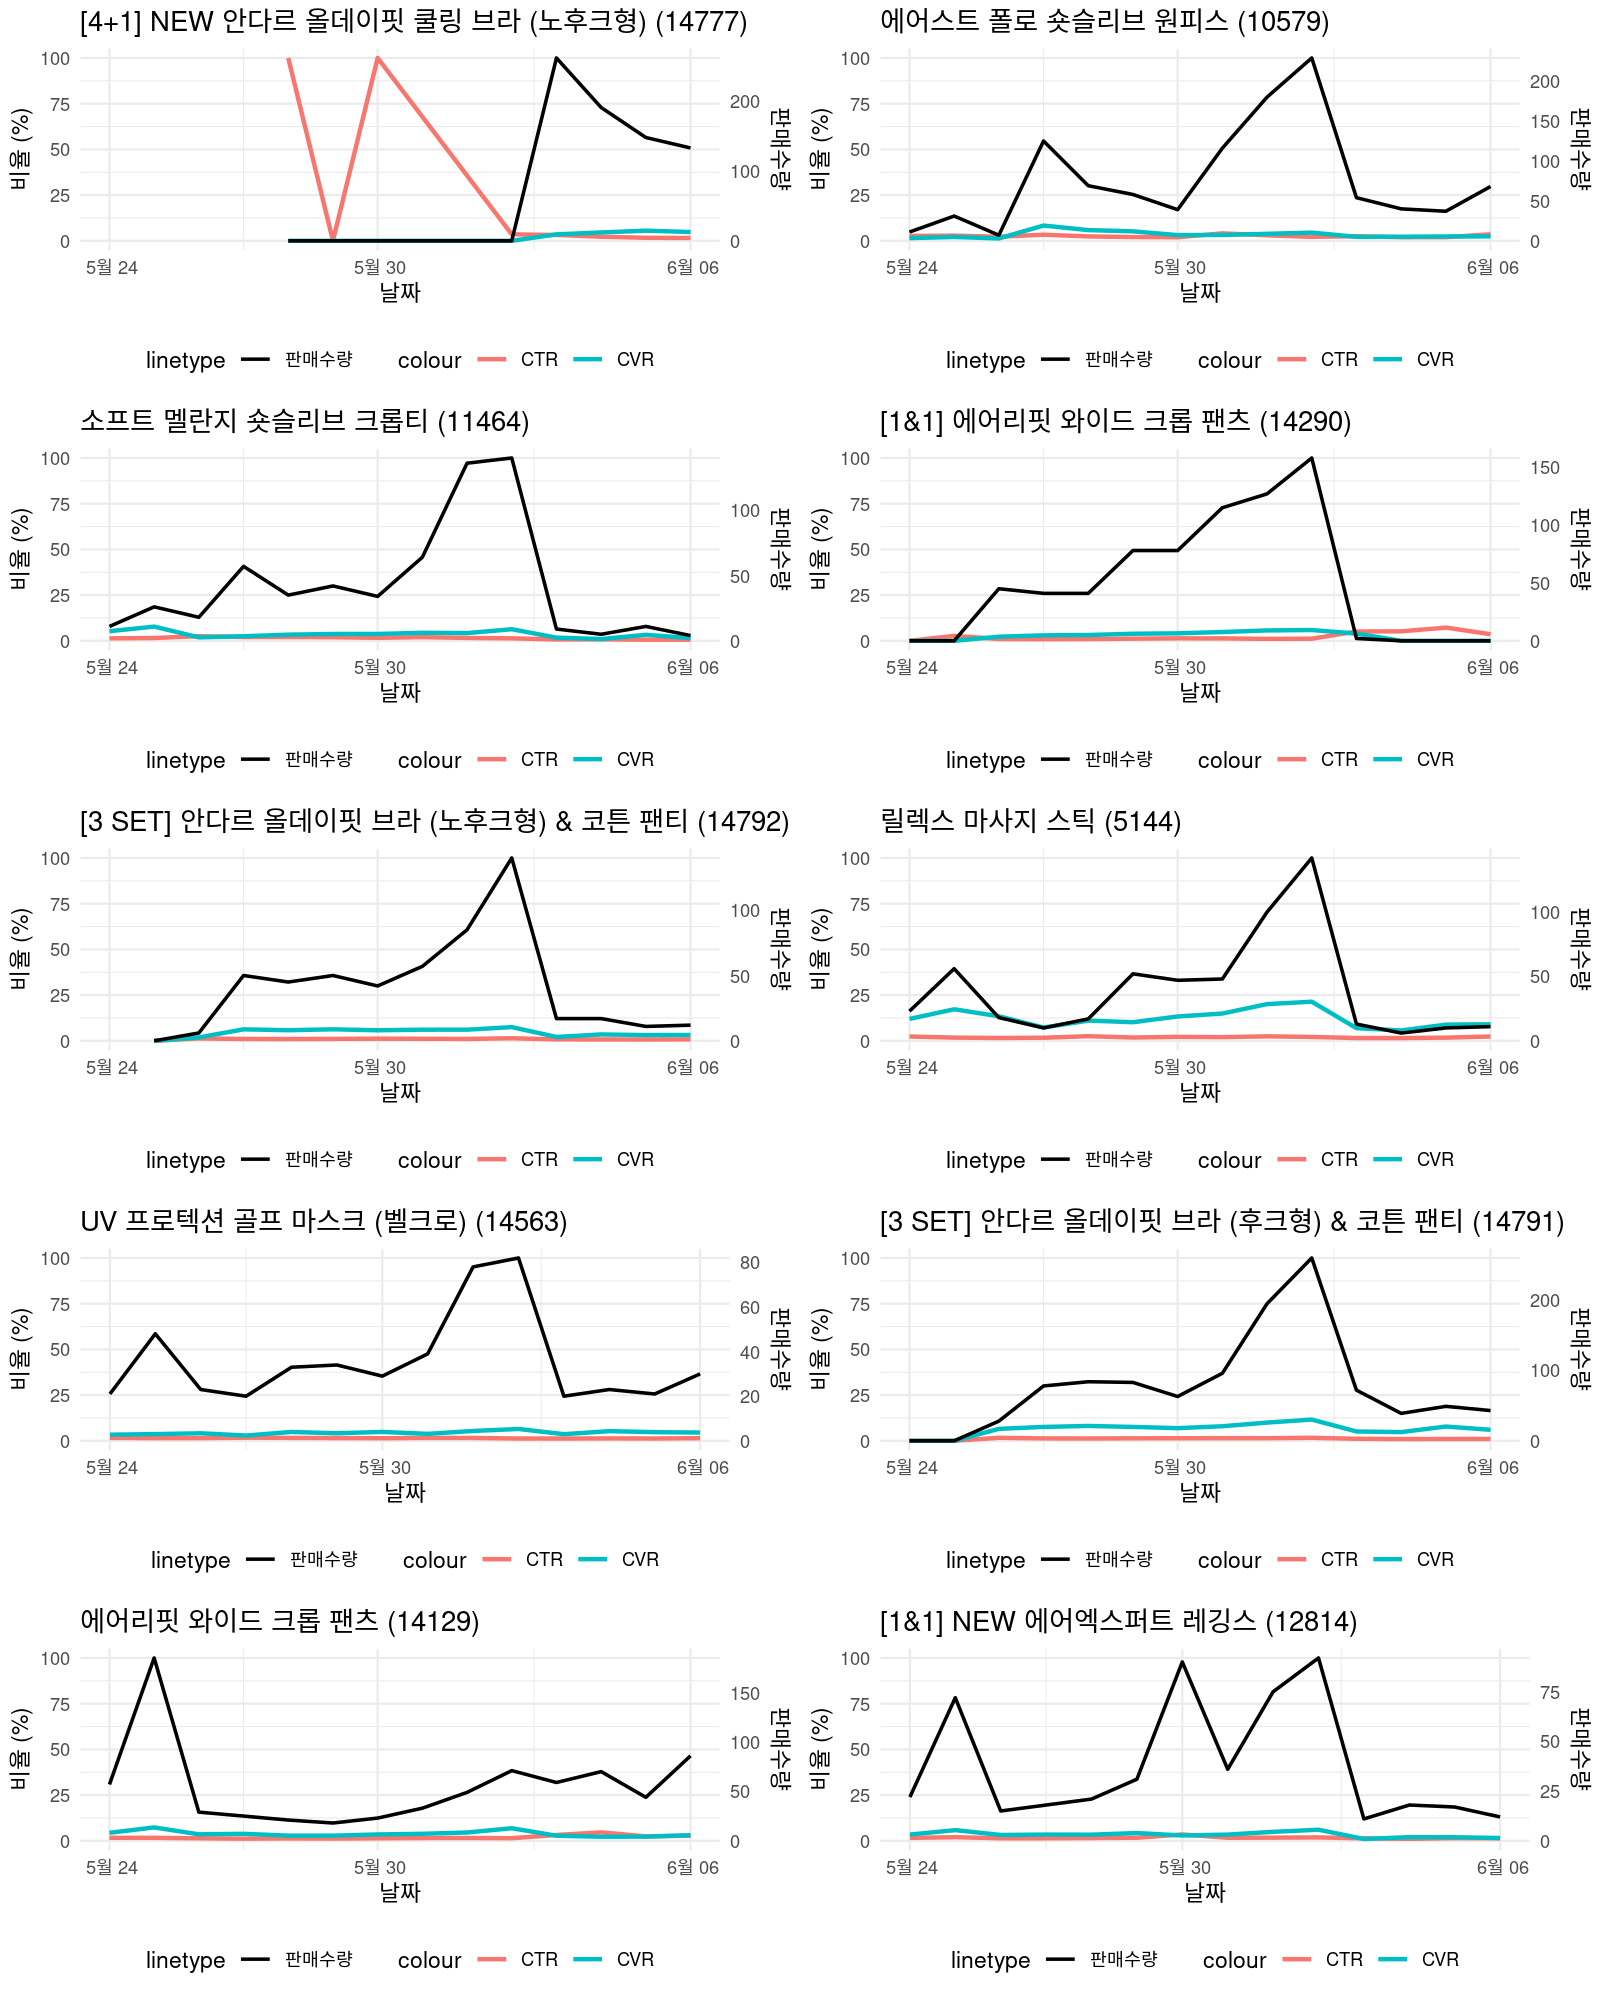 [4+1] NEW 안다르 올데이핏 쿨링 브라 (노후크형) (14777)
비율 (%)
100
75
50
25
0
200
100
0
판매수량
5월 24
5월 30
6월 06
날짜
linetype 판매수량 colour CTR CVR
에어스트 폴로 숏슬리브 원피스 (10579)
비율 (%)
100
75
50
25
0
200
150
100
50
0
판매수량
5월 24
5월 30
6월 06
날짜
linetype 판매수량 colour CTR CVR
소프트 멜란지 숏슬리브 크롭티 (11464)
비율 (%)
100
75
50
25
0
100
50
0
판매수량
5월 24
5월 30
6월 06
날짜
linetype 판매수량 colour CTR CVR
[1&1] 에어리핏 와이드 크롭 팬츠 (14290)
비율 (%)
100
75
50
25
0
150
100
50
0
판매수량
5월 24
5월 30
6월 06
날짜
linetype 판매수량 colour CTR CVR
[3 SET] 안다르 올데이핏 브라 (노후크형) & 코튼 팬티 (14792)
비율 (%)
100
75
50
25
0
100
50
0
판매수량
5월 24
5월 30
6월 06
날짜
linetype 판매수량 colour CTR CVR
릴렉스 마사지 스틱 (5144)
비율 (%)
100
75
50
25
0
100
50
0
판매수량
5월 24
5월 30
6월 06
날짜
linetype 판매수량 colour CTR CVR
UV 프로텍션 골프 마스크 (벨크로) (14563)
비율 (%)
100
75
50
25
0
80
60
40
20
0
판매수량
5월 24
5월 30
6월 06
날짜
linetype 판매수량 colour CTR CVR
[3 SET] 안다르 올데이핏 브라 (후크형) & 코튼 팬티 (14791)
비율 (%)
100
75
50
25
0
200
100
0
판매수량
5월 24
5월 30
6월 06
날짜
linetype 판매수량 colour CTR CVR
에어리핏 와이드 크롭 팬츠 (14129)
비율 (%)
100
75
50
25
0
150
100
50
0
판매수량
5월 24
5월 30
6월 06
날짜
linetype 판매수량 colour CTR CVR
[1&1] NEW 에어엑스퍼트 레깅스 (12814)
비율 (%)
100
75
50
25
0
75
50
25
0
판매수량
5월 24
5월 30
6월 06
날짜
linetype 판매수량 colour CTR CVR